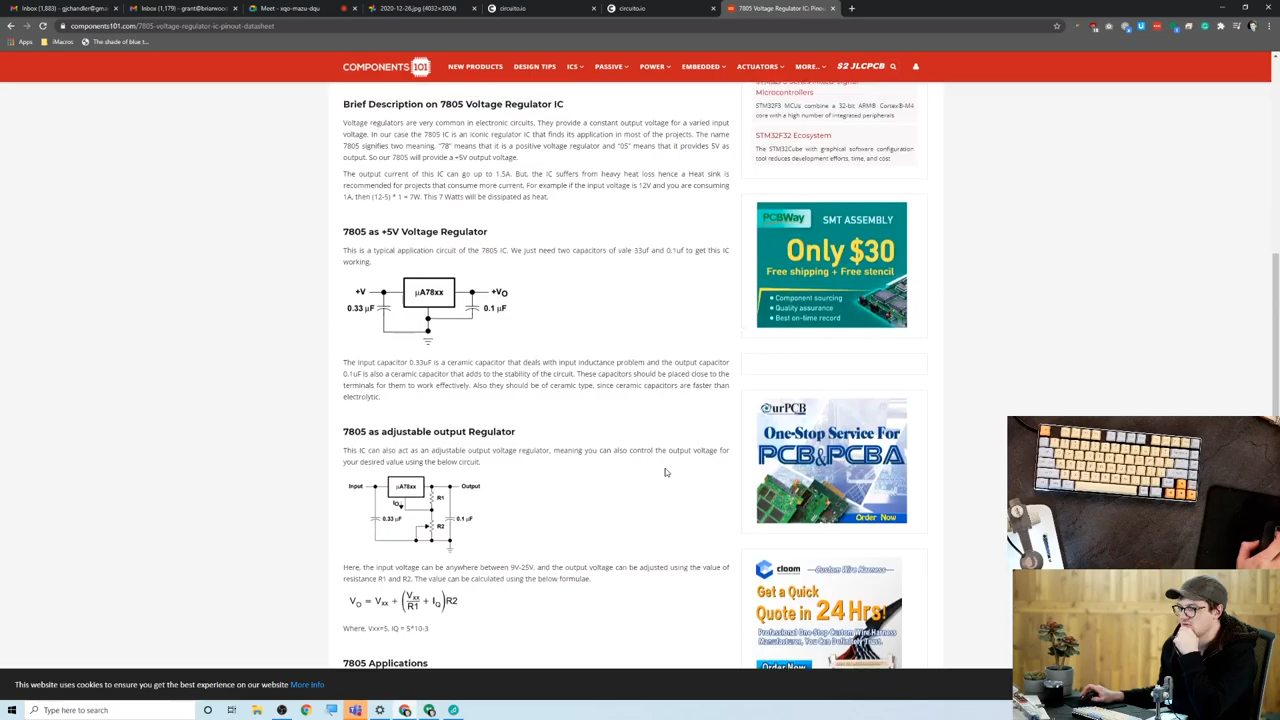 Inbox (1,883) - gjchandler@gma
Inbox (1,179) - grant@brianwoo
Meet - xqo-mazu-dqu
2020-12-26.jpg (4032×3024)
circuito.io
circuito.io
7805 Voltage Regulator IC: Pino
components101.com/7805-voltage-regulator-ic-pinout-datasheet
Apps
iMacros
The shade of blue t...
COMPONENTS 101
NEW PRODUCTS
DESIGN TIPS
ICS
PASSIVE
POWER
EMBEDDED
ACTUATORS
MORE..
JLCPCB
Brief Description on 7805 Voltage Regulator IC
Voltage regulators are very common in electronic circuits. They provide a constant output voltage for a varied input
voltage. In our case the 7805 IC is an iconic regulator IC that finds its application in most of the projects. The name
7805 signifies two meaning, "78" means that it is a positive voltage regulator and "05" means that it provides 5V as
output. So our 7805 will provide a +5V output voltage.
The output current of this IC can go up to 1.5A. But, the IC suffers from heavy heat loss hence a Heat sink is
recommended for projects that consume more current. For example if the input voltage is 12V and you are consuming
1A, then (12-5) * 1 = 7W. This 7 Watts will be dissipated as heat.
7805 as +5V Voltage Regulator
This is a typical application circuit of the 7805 IC. We just need two capacitors of vale 33uf and 0.1uf to get this IC
working.
+V
µA78xx
+VO
0.33 µF
0.1 µF
The input capacitor 0.33uF is a ceramic capacitor that deals with input inductance problem and the output capacitor
0.1uF is also a ceramic capacitor that adds to the stability of the circuit. These capacitors should be placed close to the
terminals for them to work effectively. Also they should be of ceramic type, since ceramic capacitors are faster than
electrolytic.
7805 as adjustable output Regulator
This IC can also act as an adjustable output voltage regulator, meaning you can also control the output voltage for
your desired value using the below circuit.
Input
µA78xx
Output
IQ
R1
0.33 µF
R2
0.1 µF
Here, the input voltage can be anywhere between 9V-25V, and the output voltage can be adjusted using the value of
resistance R1 and R2. The value can be calculated using the below formulae.
VO = Vxx + (Vxx/R1 + IQ) R2
Where, Vxx=5, IQ = 5*10-3
7805 Applications
Microcontrollers
STM32F3 MCUs combine a 32-bit ARM® Cortex®-M4
core with a high number of integrated peripherals
STM32F32 Ecosystem
The STM32Cube with graphical software configuration
tool reduces development efforts, time, and cost
PCBWay
SMT ASSEMBLY
Only $30
Free shipping + Free stencil
• Component sourcing
• Quality assurance
• Best on-time record
OurPCB
One-Stop Service For
PCB & PCBA
Order Now
cloom
Custom Wire Harness
Get a Quick
Quote in 24 Hrs!
Professional One-Stop Custom Wire Harness
Manufacturer, You Can Definitely Trust.
Order Now
This website uses cookies to ensure you get the best experience on our website More info
Type here to search